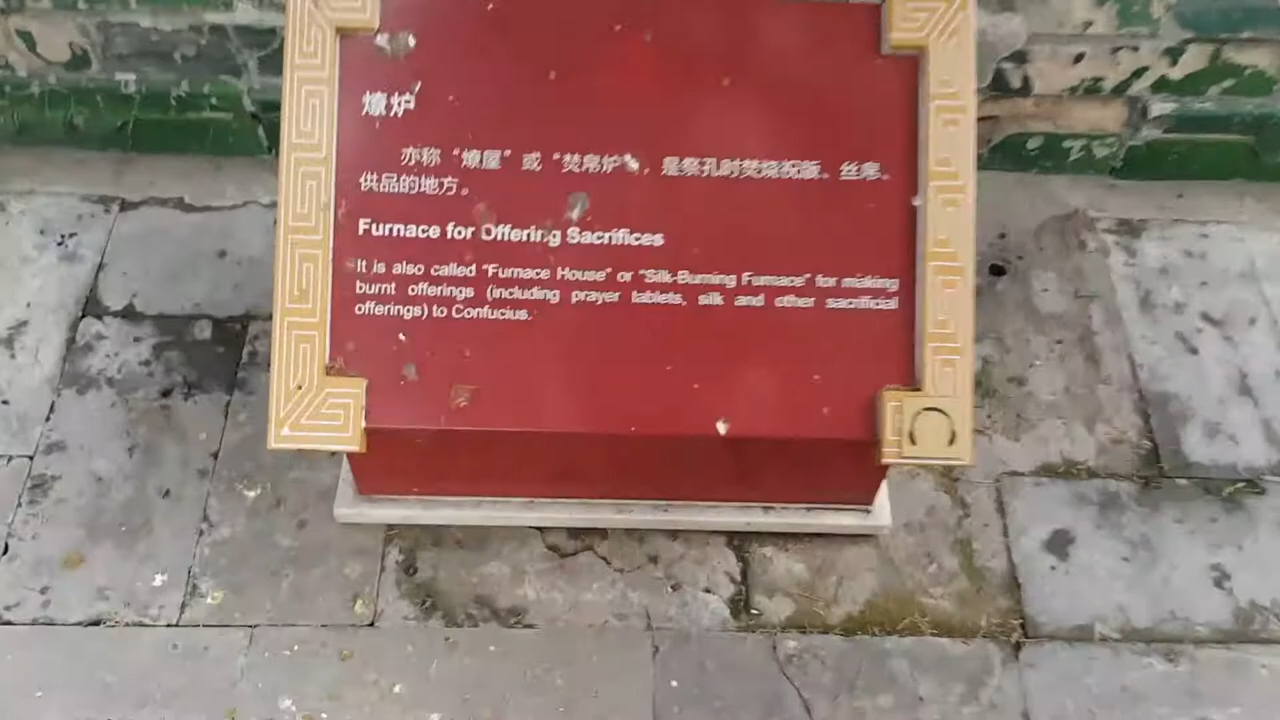 燎炉
亦称“燎屋”或“焚帛炉”，是祭孔时焚烧祝版、丝帛、
供品的地方。
Furnace for Offering Sacrifices
It is also called “Furnace House” or “Silk-Burning Furnace” for making
burnt offerings (including prayer tablets, silk and other sacrificial
offerings) to Confucius.